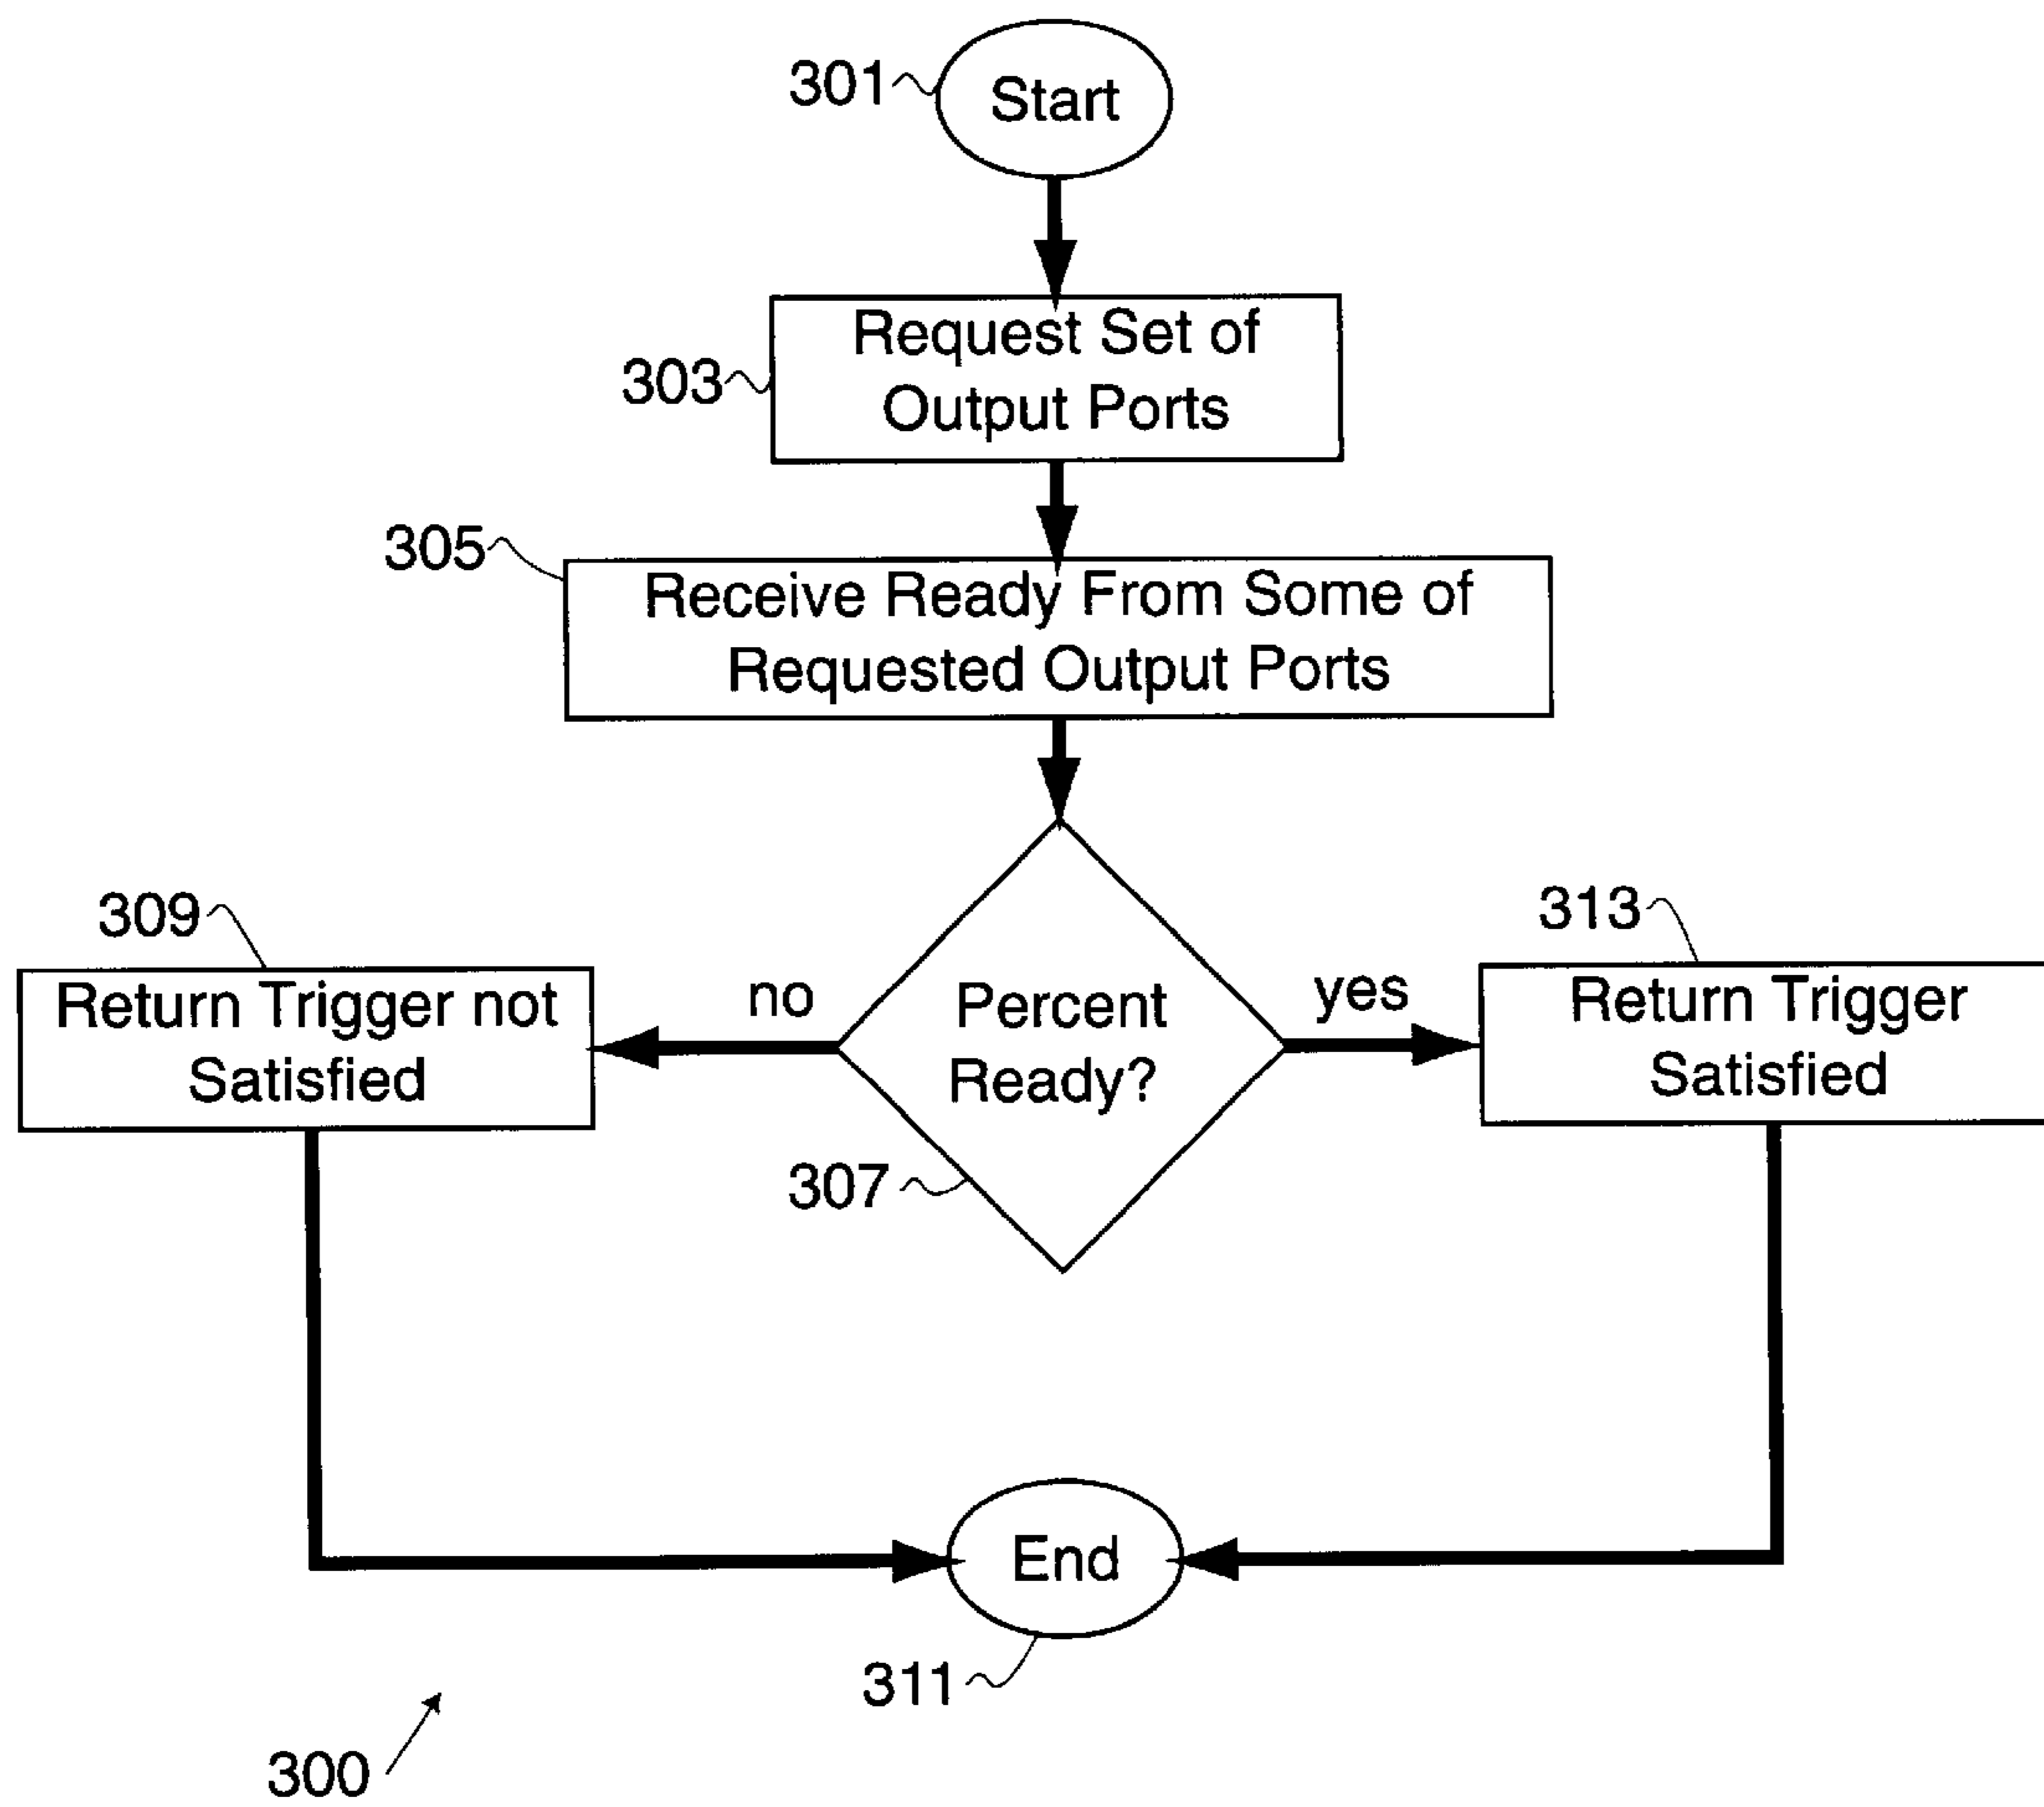 301
Start
303
Request Set of
Output Ports
305
Receive Ready From Some of
Requested Output Ports
309
Return Trigger not
Satisfied
no
Percent
Ready?
yes
313
Return Trigger
Satisfied
307
End
311
300